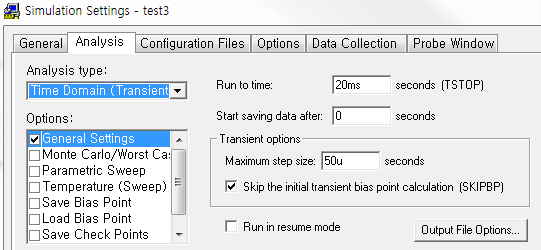 Simulation Settings - test3
General Analysis Configuration Files Options Data Collection Probe Window
Analysis type:
Time Domain (Transient
Options:
General Settings
Monte Carlo/Worst Cas
Parametric Sweep
Temperature (Sweep)
Save Bias Point
Load Bias Point
Save Check Points
Run to time: 20ms seconds (TSTOP)
Start saving data after: 0 seconds
Transient options
Maximum step size: 50u seconds
Skip the initial transient bias point calculation (SKIPBP)
Run in resume mode
Output File Options...